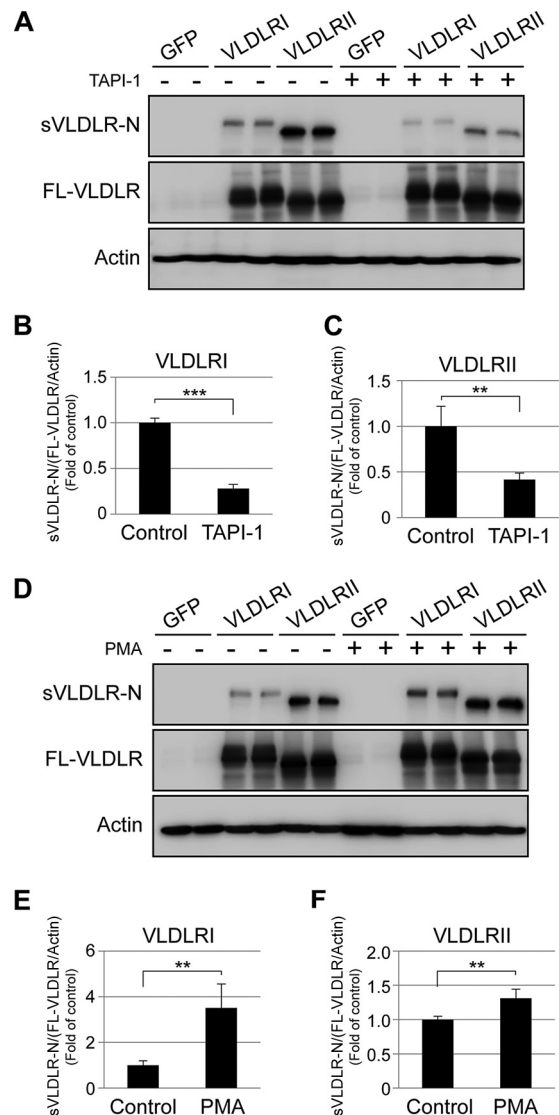 A
GFP VLDLRI VLDLRII GFP VLDLRI VLDLRII
TAPI-1 - - - - - - + + + + + +
sVLDLR-N
FL-VLDLR
Actin
B
VLDLRI
sVLDLR-N/(FL-VLDLR/Actin)
(Fold of control)
1.5
1.0
0.5
0
***
Control TAPI-1
C
VLDLRII
sVLDLR-N/(FL-VLDLR/Actin)
(Fold of control)
1.5
1.0
0.5
0
**
Control TAPI-1
D
GFP VLDLRI VLDLRII GFP VLDLRI VLDLRII
PMA - - - - - - + + + + + +
sVLDLR-N
FL-VLDLR
Actin
E
VLDLRI
sVLDLR-N/(FL-VLDLR/Actin)
(Fold of control)
6
4
2
0
**
Control PMA
F
VLDLRII
sVLDLR-N/(FL-VLDLR/Actin)
(Fold of control)
2.0
1.5
1.0
0.5
0
**
Control PMA